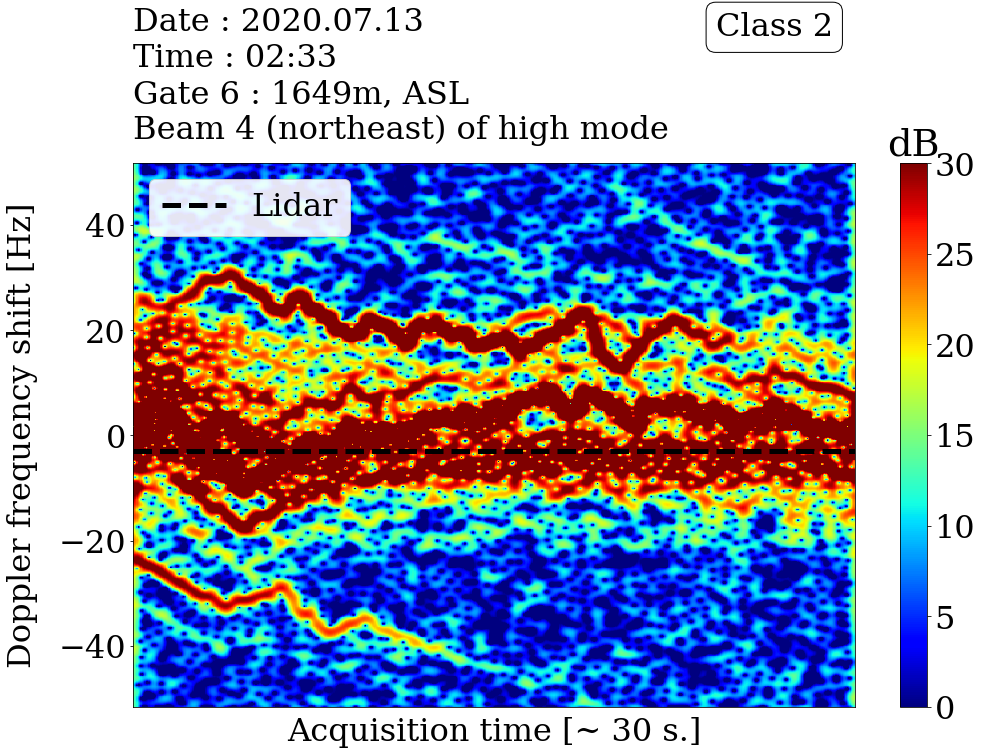 Date : 2020.07.13
Time : 02:33
Gate 6 : 1649m, ASL
Beam 4 (northeast) of high mode
Class 2
dB
Lidar
Doppler frequency shift [Hz]
40
20
0
−20
−40
30
25
20
15
10
5
0
Acquisition time [~ 30 s.]